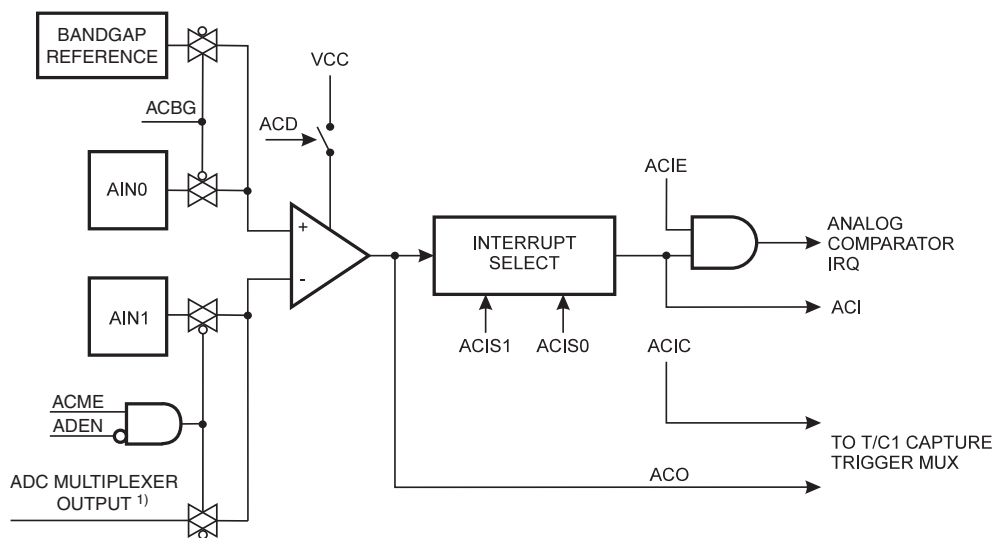 BANDGAP
REFERENCE
VCC
ACBG
ACD
AIN0
ACIE
+
-
INTERRUPT
SELECT
ANALOG
COMPARATOR
IRQ
AIN1
ACI
ACIS1
ACIS0
ACIC
ACME
ADEN
TO T/C1 CAPTURE
TRIGGER MUX
ADC MULTIPLEXER
OUTPUT 1)
ACO